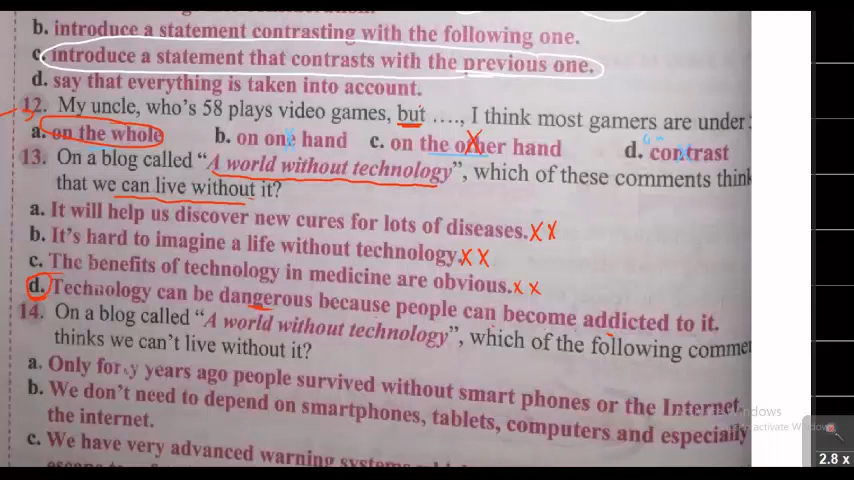 b. introduce a statement contrasting with the following one.
c. introduce a statement that contrasts with the previous one.
d. say that everything is taken into account.
12. My uncle, who's 58 plays video games, but ...., I think most gamers are under
a. on the whole b. on one hand c. on the other hand d. contrast
13. On a blog called "A world without technology", which of these comments think
that we can live without it?
a. It will help us discover new cures for lots of diseases.
b. It's hard to imagine a life without technology.
c. The benefits of technology in medicine are obvious.
d. Technology can be dangerous because people can become addicted to it.
14. On a blog called "A world without technology", which of the following
thinks we can't live without it?
a. Only forty years ago people survived without smart phones or the Internet.
b. We don't need to depend on smartphones, tablets, computers and especially
the internet.
c. We have very advanced warning systems
2.8 x